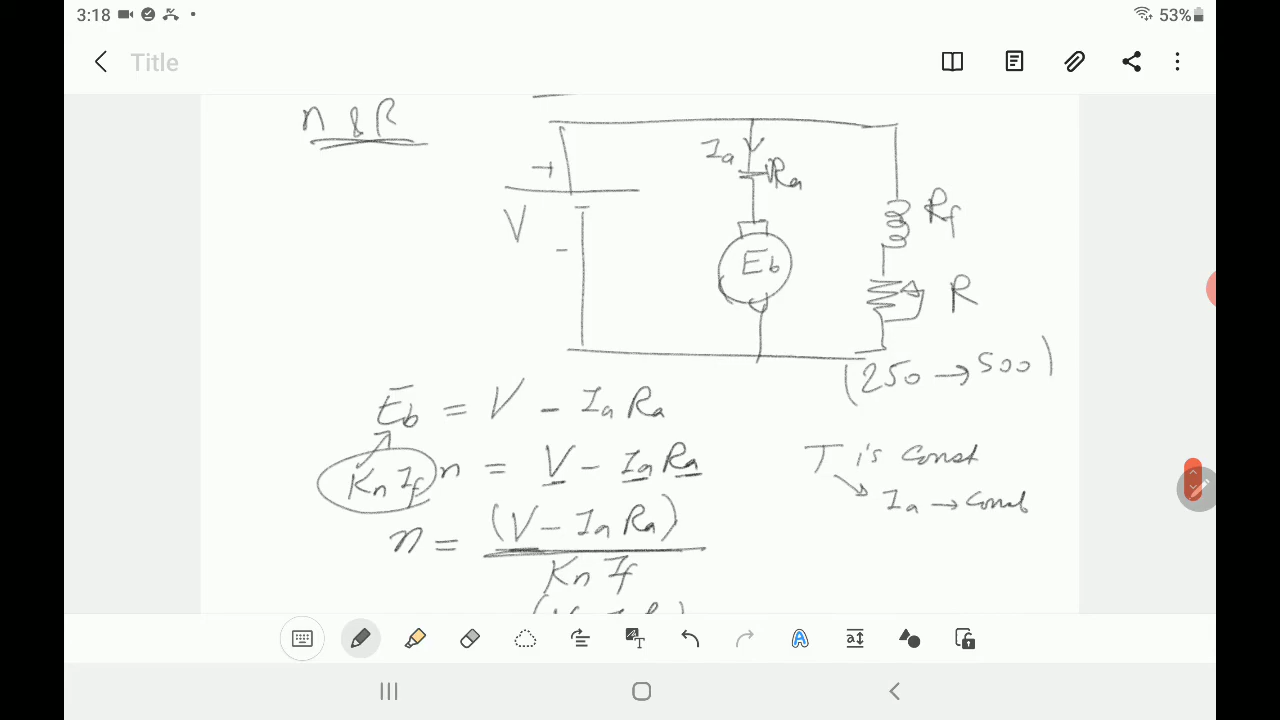 3:18
53%
Title
n & R
Ia
Ra
+
V
-
Eb
Rf
R
(250 → 500)
Eb = V - Ia Ra
Kn If n = V - Ia Ra
T is const
Ia → const
n = (V - Ia Ra)
Kn If